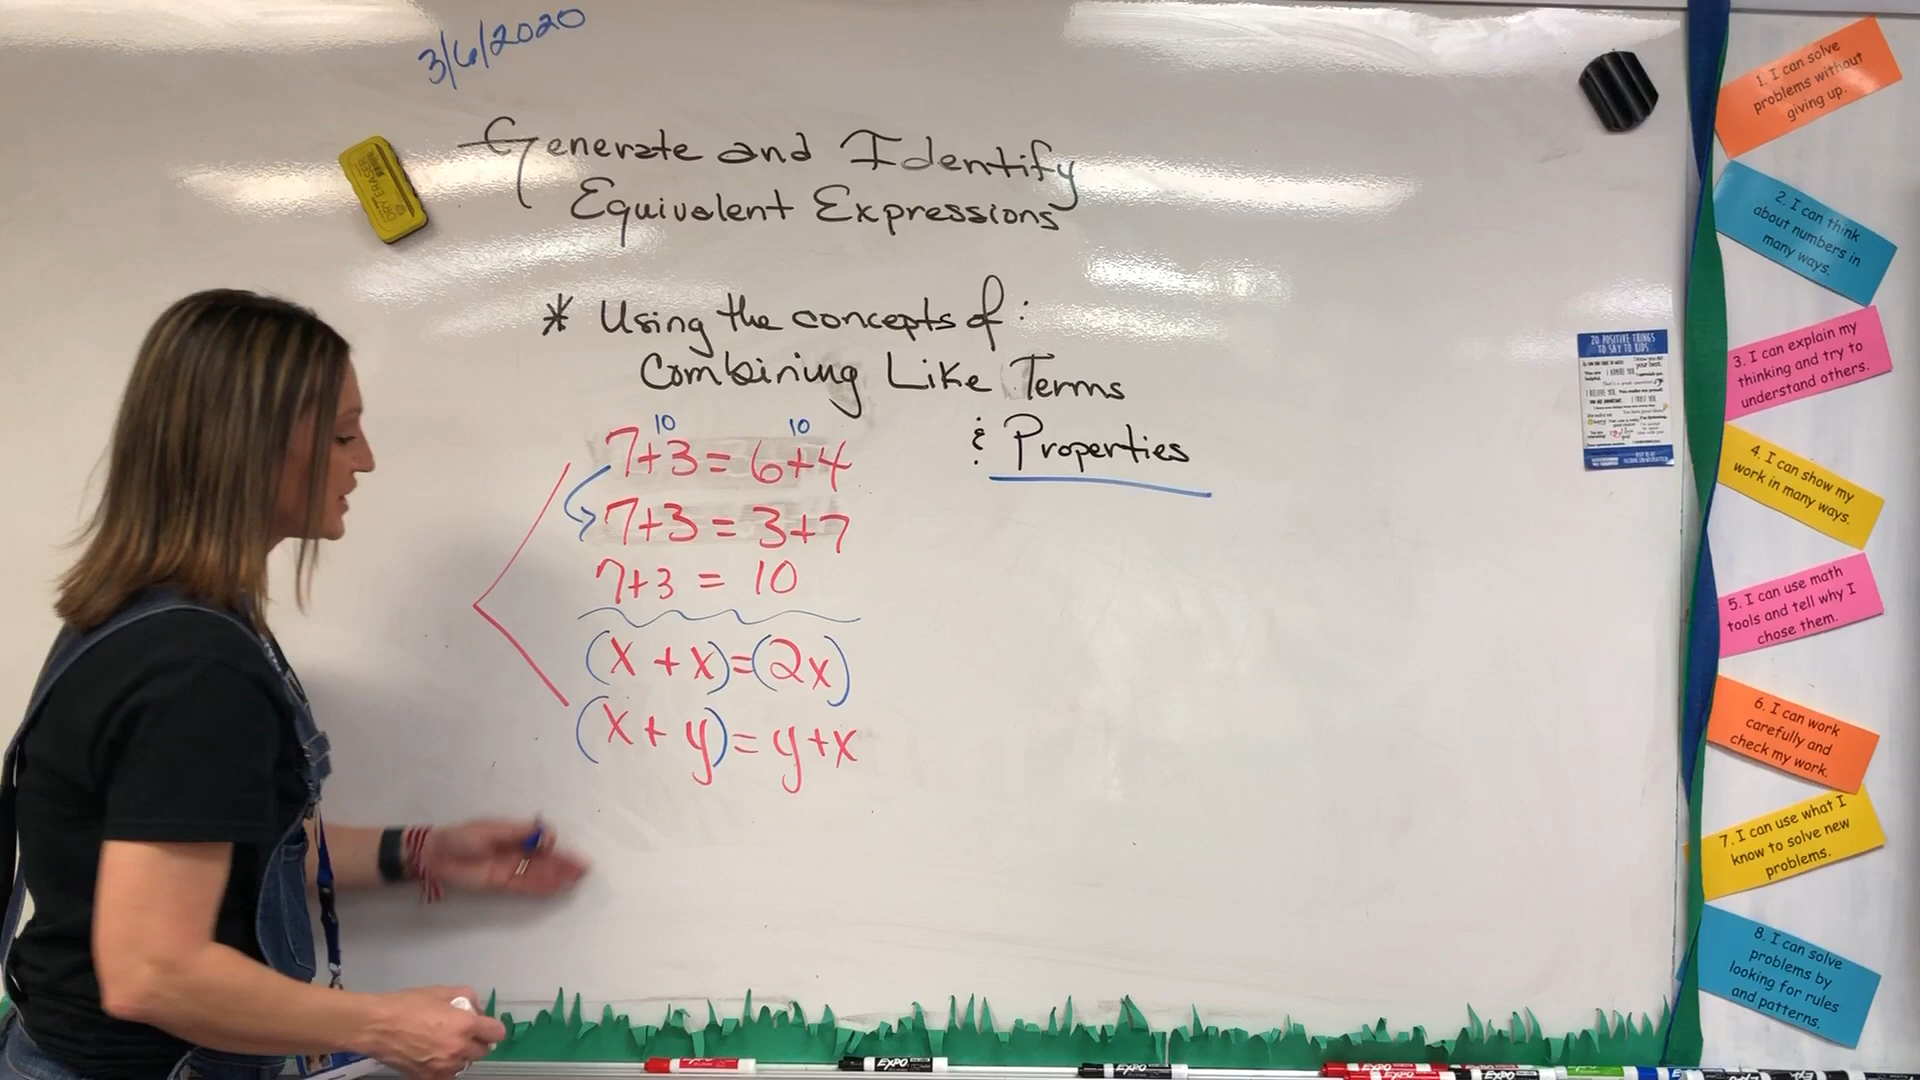 3/6/2020
Generate and Identify
Equivalent Expressions
* Using the concepts of:
Combining Like Terms
& Properties
10 10
7+3=6+4
7+3=3+7
7+3 = 10
(x + x)=(2x)
(x + y)=y+x
DRY ERASER
20 POSITIVE THINGS
TO SAY TO KIDS
1. I can solve
problems without
giving up.
2. I can think
about numbers in
many ways.
3. I can explain my
thinking and try to
understand others.
4. I can show my
work in many ways.
5. I can use math
tools and tell why I
chose them.
6. I can work
carefully and
check my work.
7. I can use what I
know to solve new
problems.
8. I can solve
problems by
looking for rules
and patterns.
EXPO
EXPO
EXPO
EXPO
EXPO